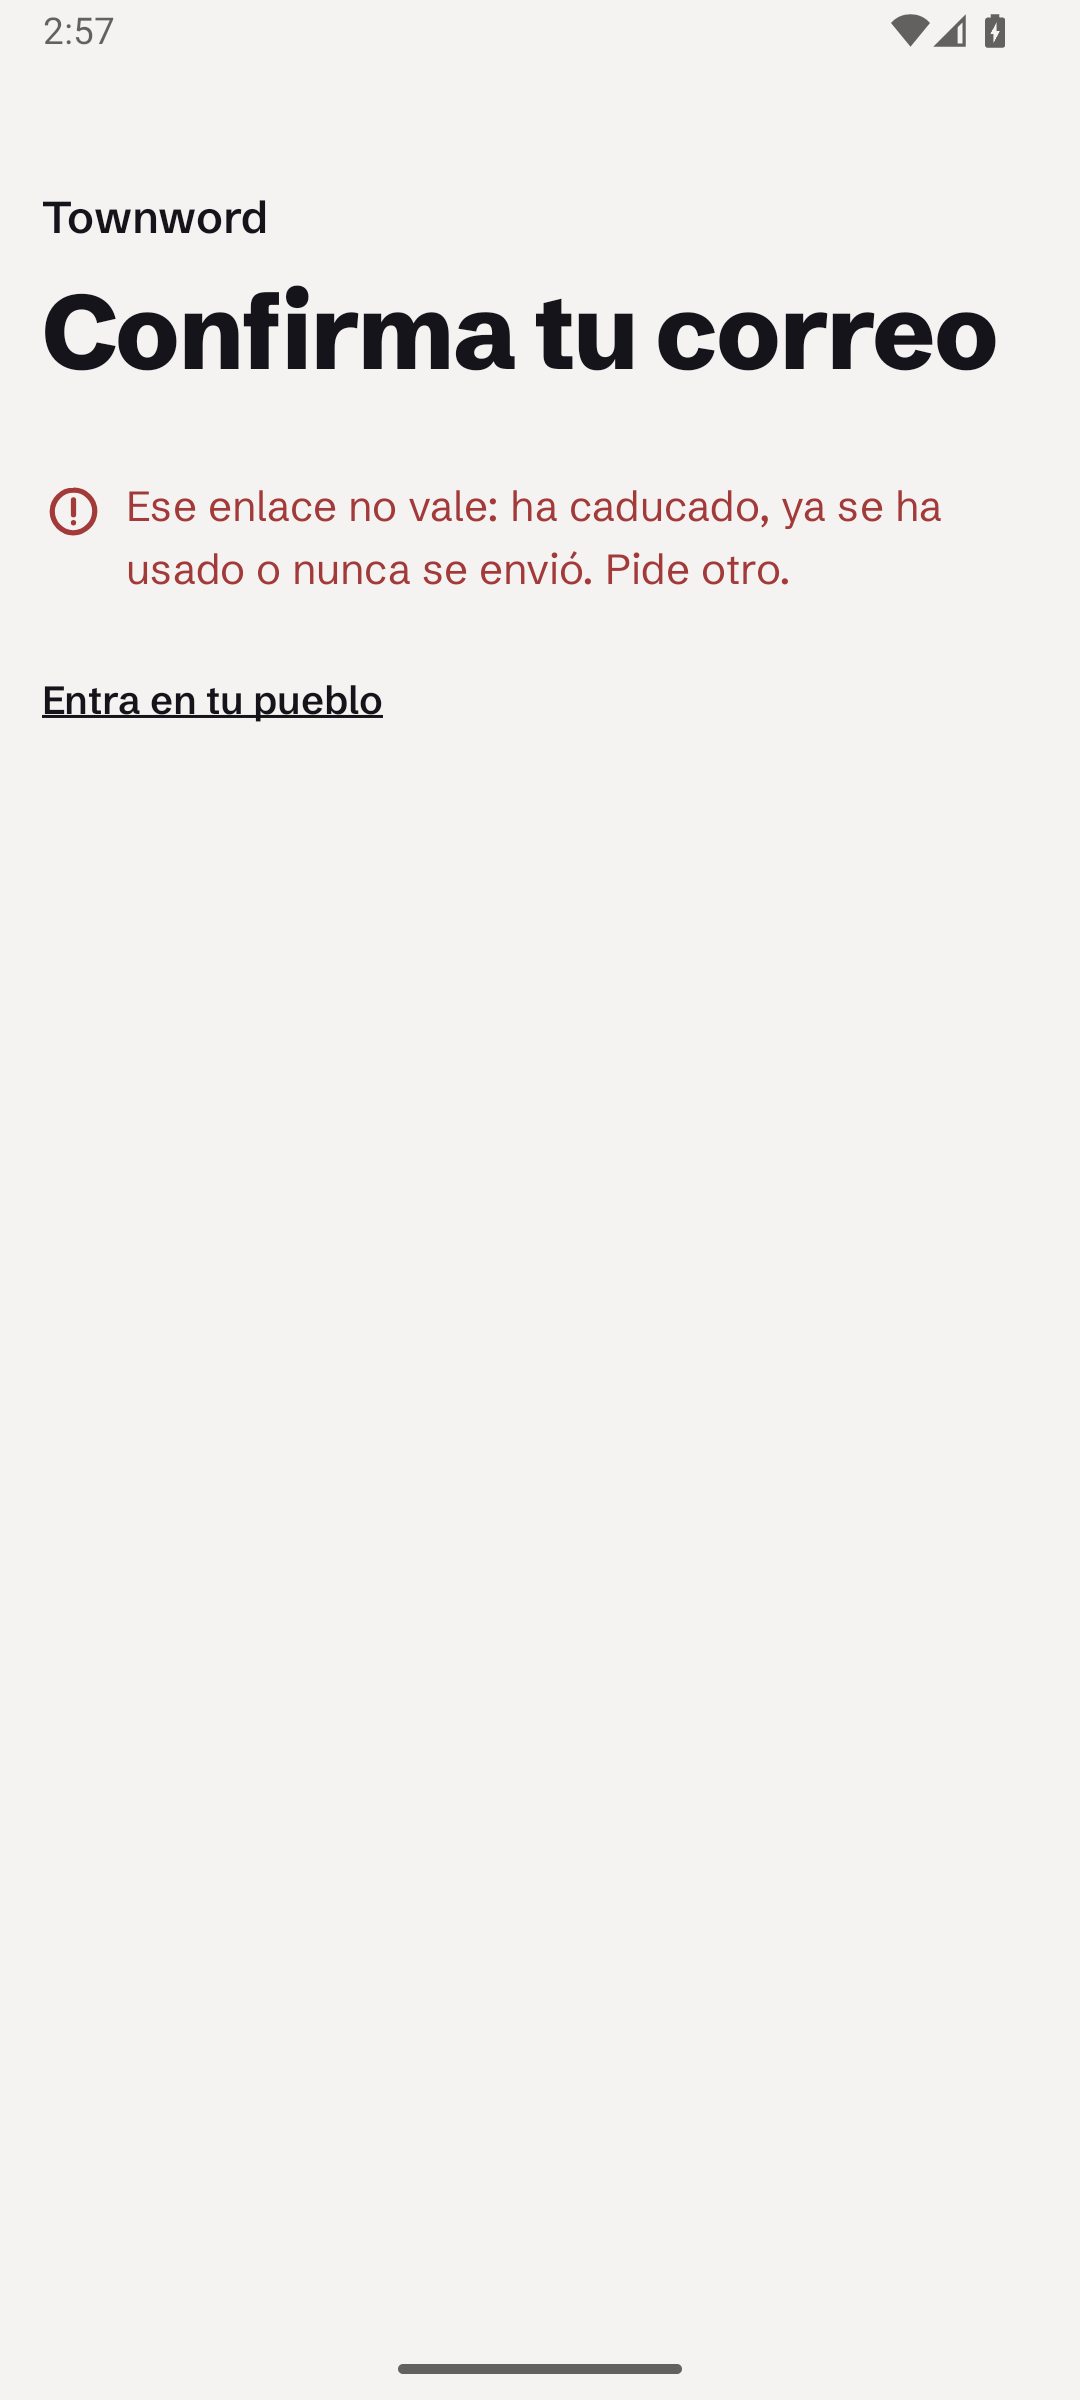 2:57
Townword
Confirma tu correo
Ese enlace no vale: ha caducado, ya se ha
usado o nunca se envió. Pide otro.
Entra en tu pueblo